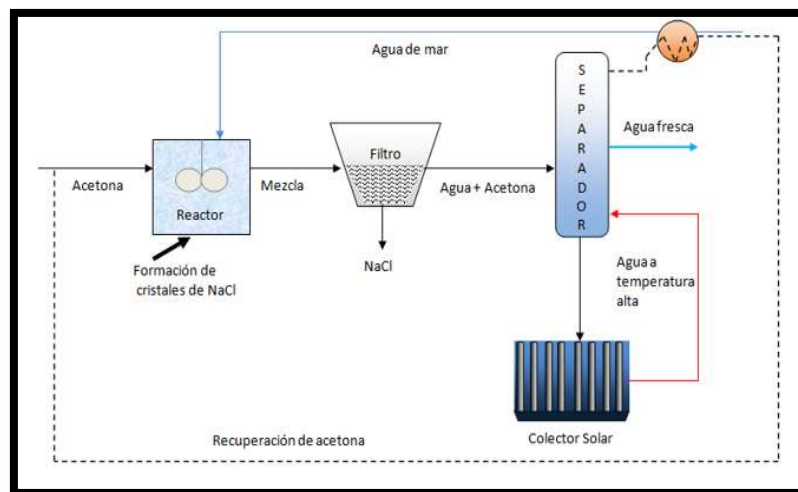 Agua de mar
SEPARADOR
Agua fresca
Acetona
Reactor
Mezcla
Filtro
Agua + Acetona
Formación de
cristales de NaCl
NaCl
Agua a
temperatura
alta
Recuperación de acetona
Colector Solar